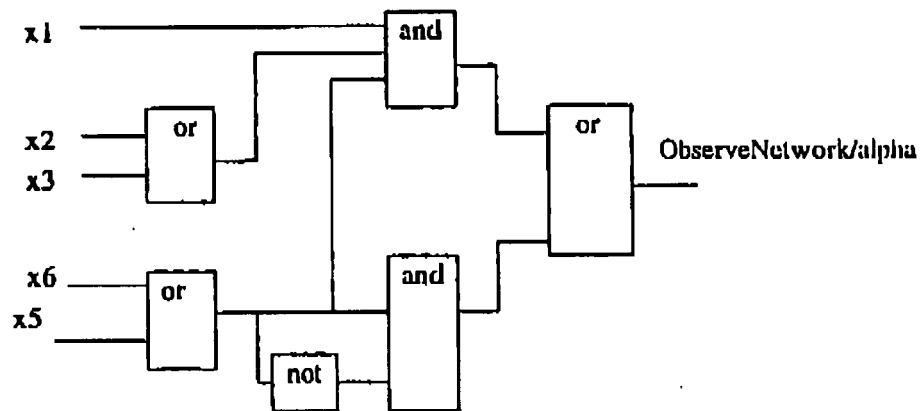 x1
and
or
x2
or
ObserveNetwork/alpha
x3
x6
or
and
x5
not